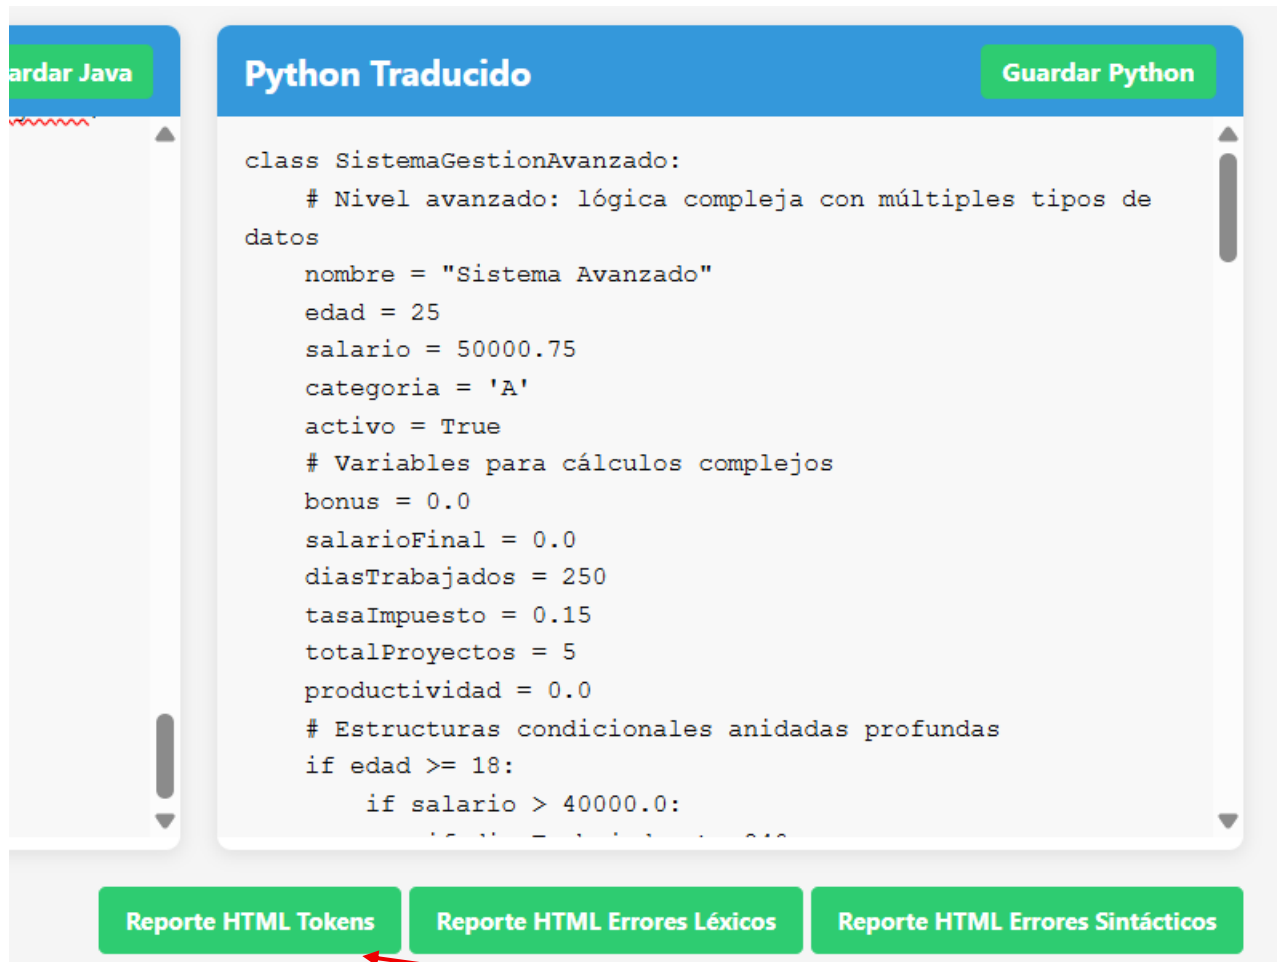 ardar Java
Python Traducido
Guardar Python
class SistemaGestionAvanzado:
# Nivel avanzado: lógica compleja con múltiples tipos de
datos
nombre = "Sistema Avanzado"
edad = 25
salario = 50000.75
categoria = 'A'
activo = True
# Variables para cálculos complejos
bonus = 0.0
salarioFinal = 0.0
diasTrabajados = 250
tasaImpuesto = 0.15
totalProyectos = 5
productividad = 0.0
# Estructuras condicionales anidadas profundas
if edad >= 18:
if salario > 40000.0:
Reporte HTML Tokens
Reporte HTML Errores Léxicos
Reporte HTML Errores Sintácticos